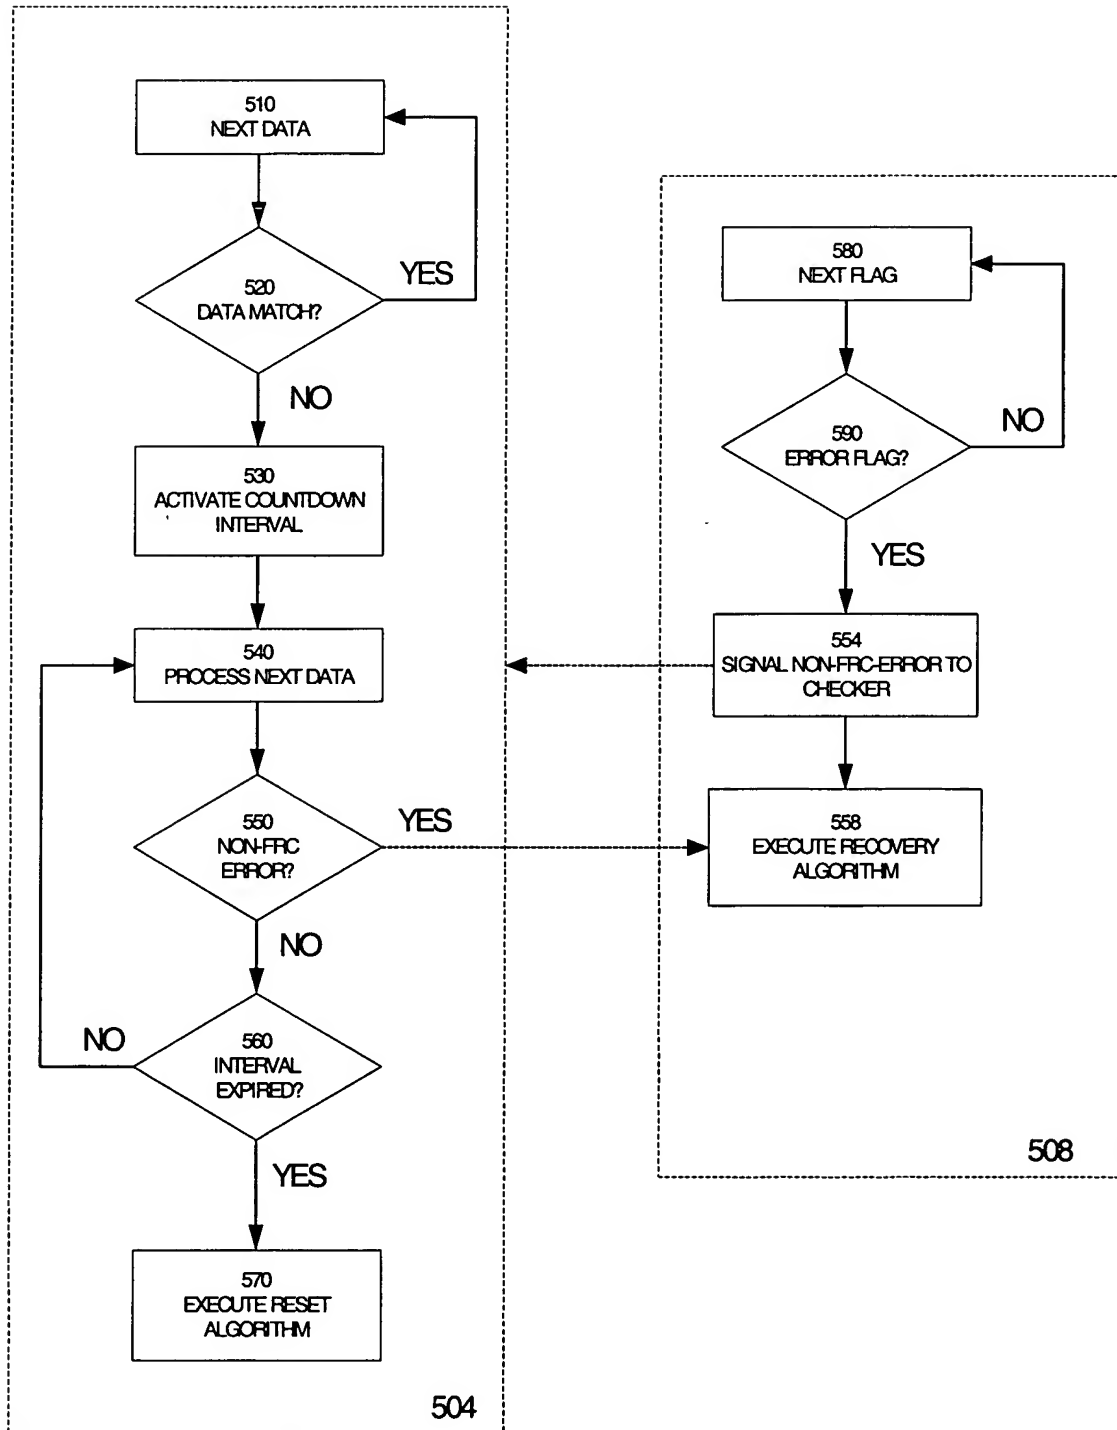 510
NEXT DATA
520
DATA MATCH?
YES
NO
530
ACTIVATE COUNTDOWN
INTERVAL
540
PROCESS NEXT DATA
550
NON-FRC
ERROR?
YES
NO
560
INTERVAL
EXPIRED?
NO
YES
570
EXECUTE RESET
ALGORITHM
504
580
NEXT FLAG
590
ERROR FLAG?
NO
YES
554
SIGNAL NON-FRC-ERROR TO
CHECKER
558
EXECUTE RECOVERY
ALGORITHM
508